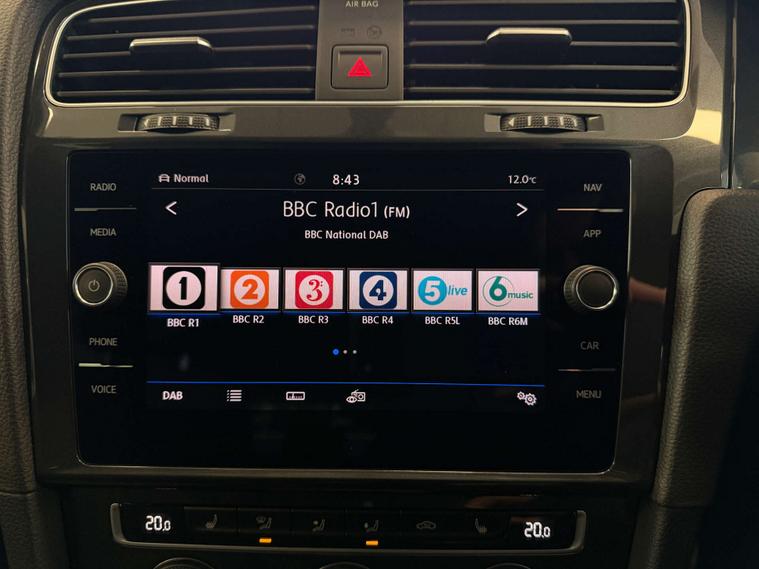 AIR BAG
RADIO
MEDIA
PHONE
VOICE
Normal
8:43
12.0°C
BBC Radio1 (FM)
BBC National DAB
1
2
3
4
5 live
6 music
BBC R1
BBC R2
BBC R3
BBC R4
BBC R5L
BBC R6M
DAB
NAV
APP
CAR
MENU
20.0
20.0